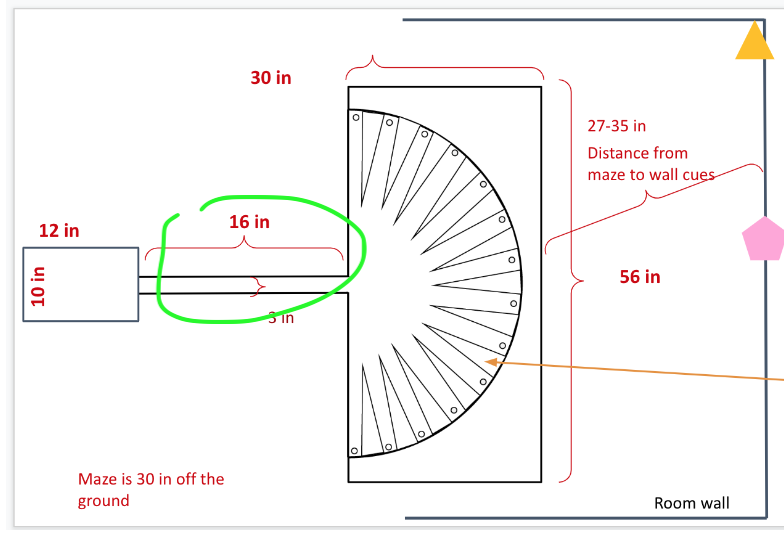 30 in
27-35 in
Distance from
maze to wall cues
16 in
12 in
10 in
56 in
3 in
Maze is 30 in off the
ground
Room wall